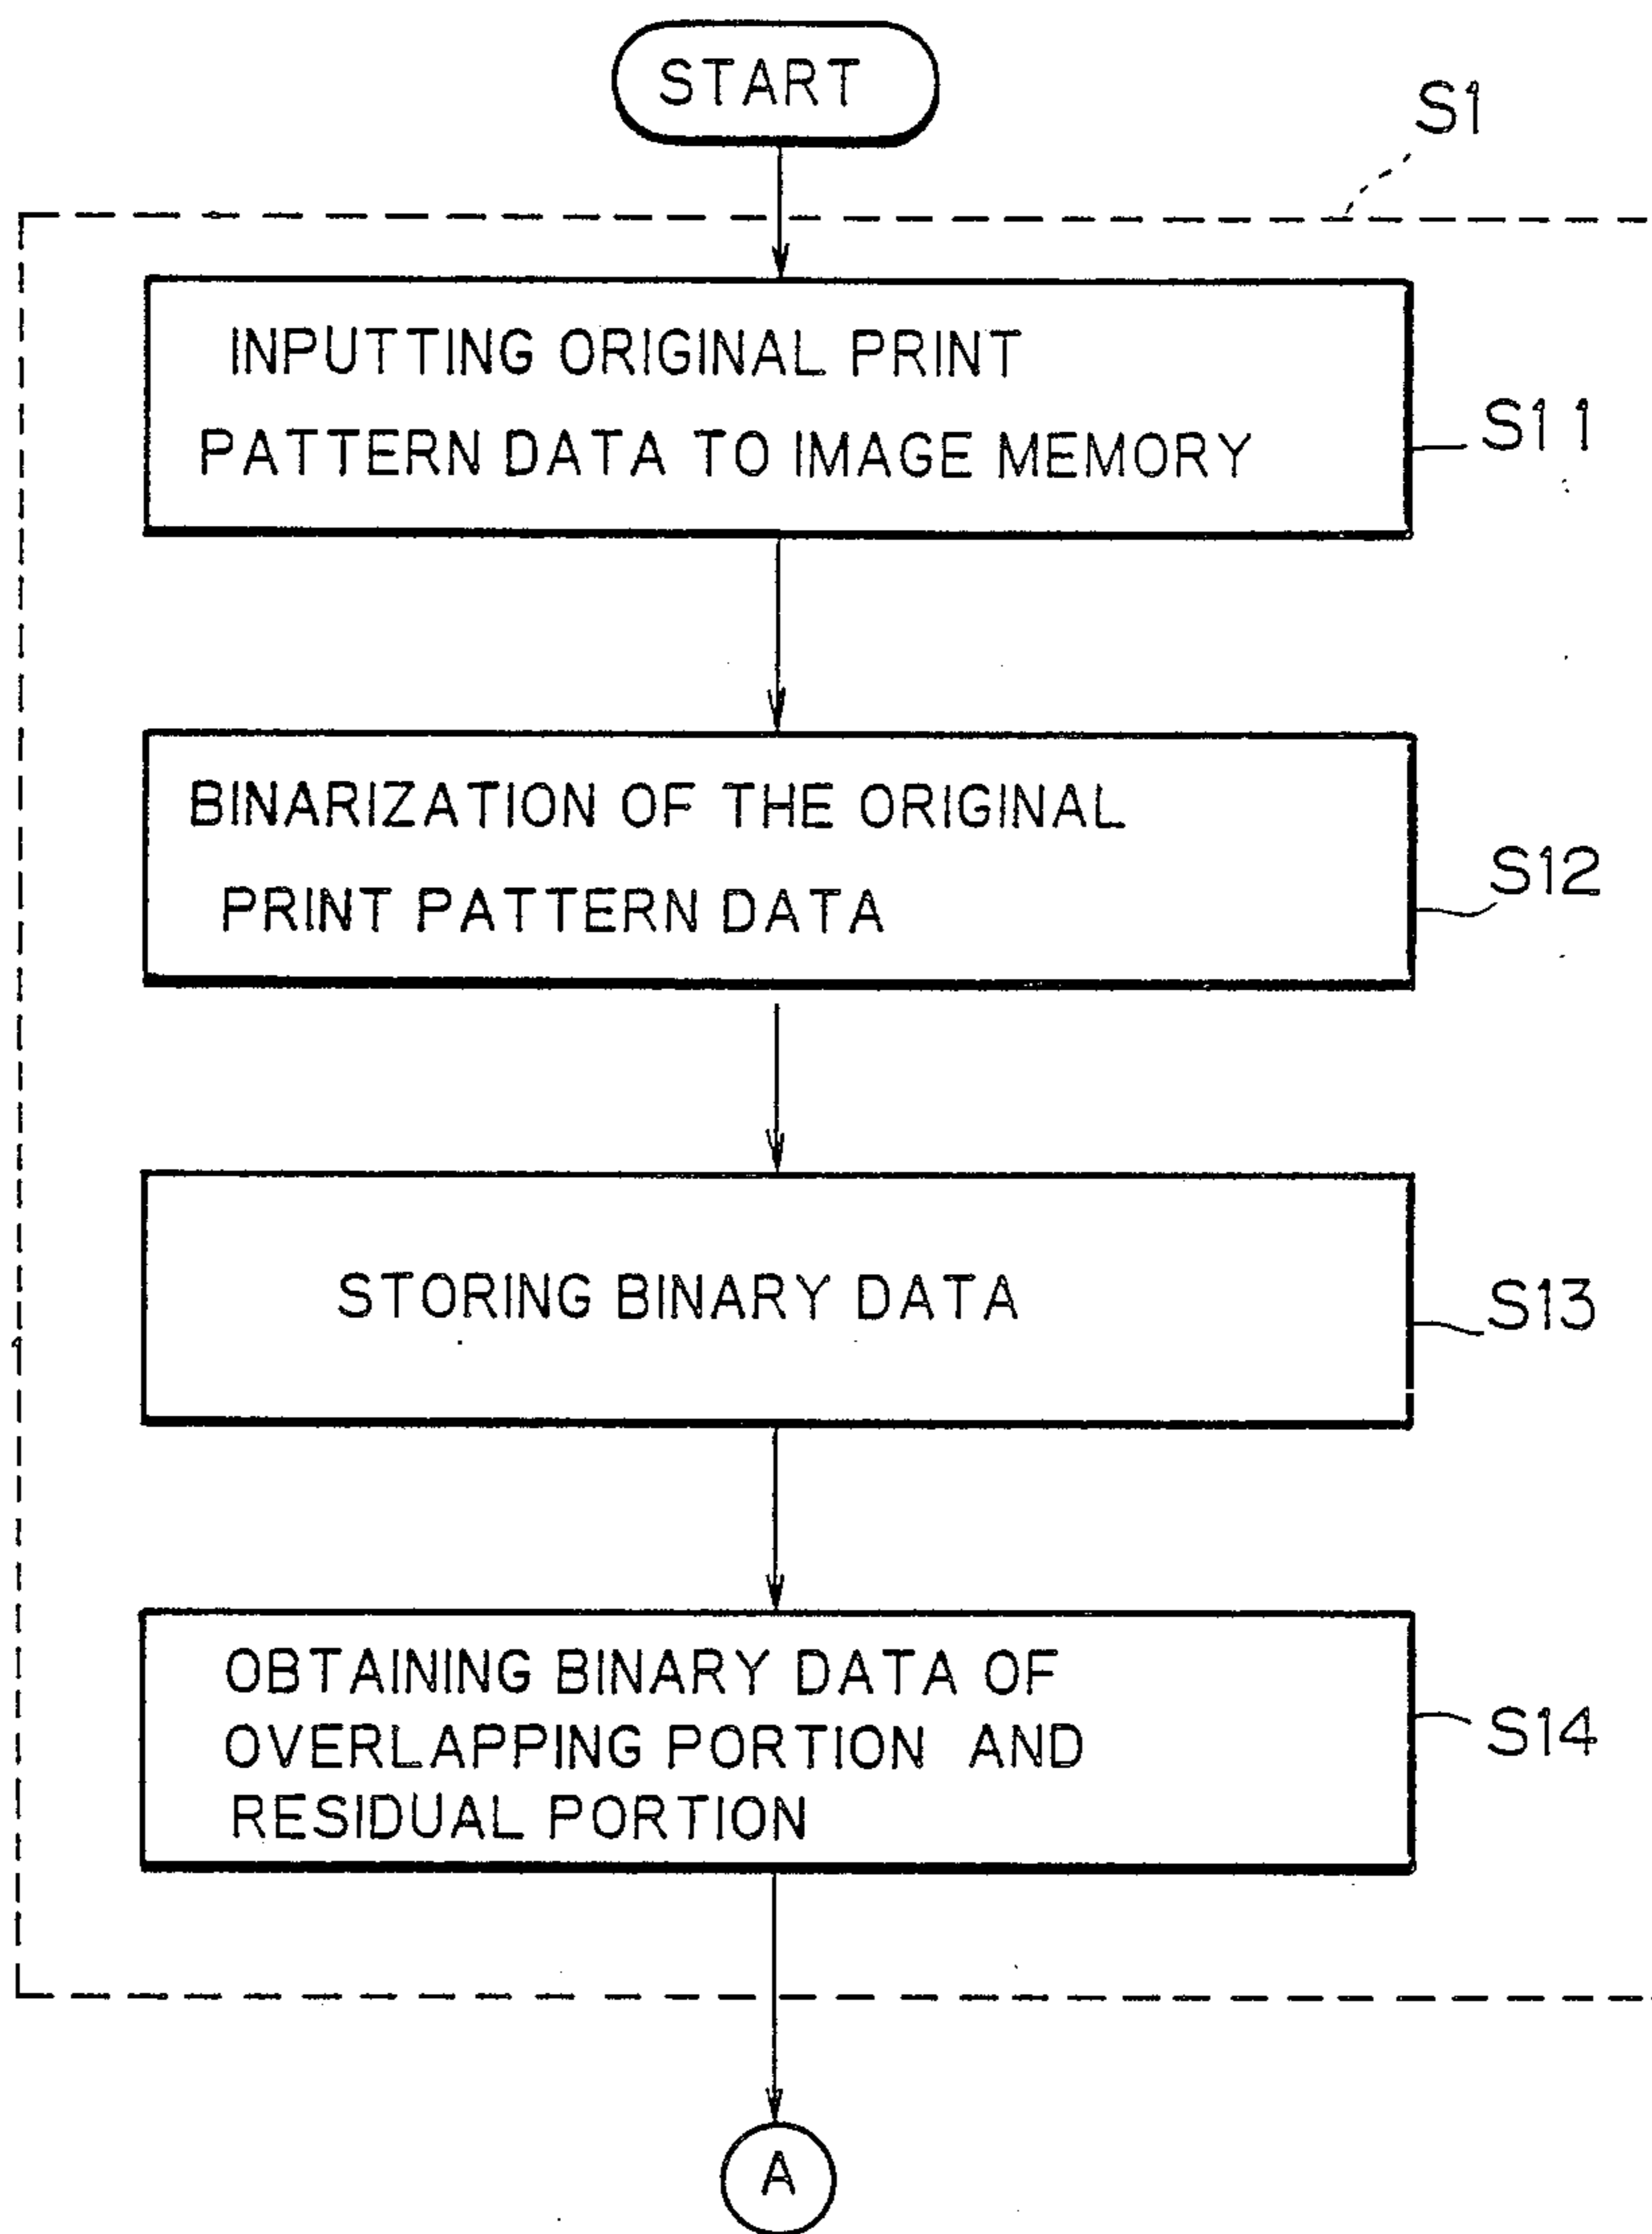 START
S1
INPUTTING ORIGINAL PRINT
PATTERN DATA TO IMAGE MEMORY
S11
BINARIZATION OF THE ORIGINAL
PRINT PATTERN DATA
S12
STORING BINARY DATA
S13
OBTAINING BINARY DATA OF
OVERLAPPING PORTION AND
RESIDUAL PORTION
S14
A